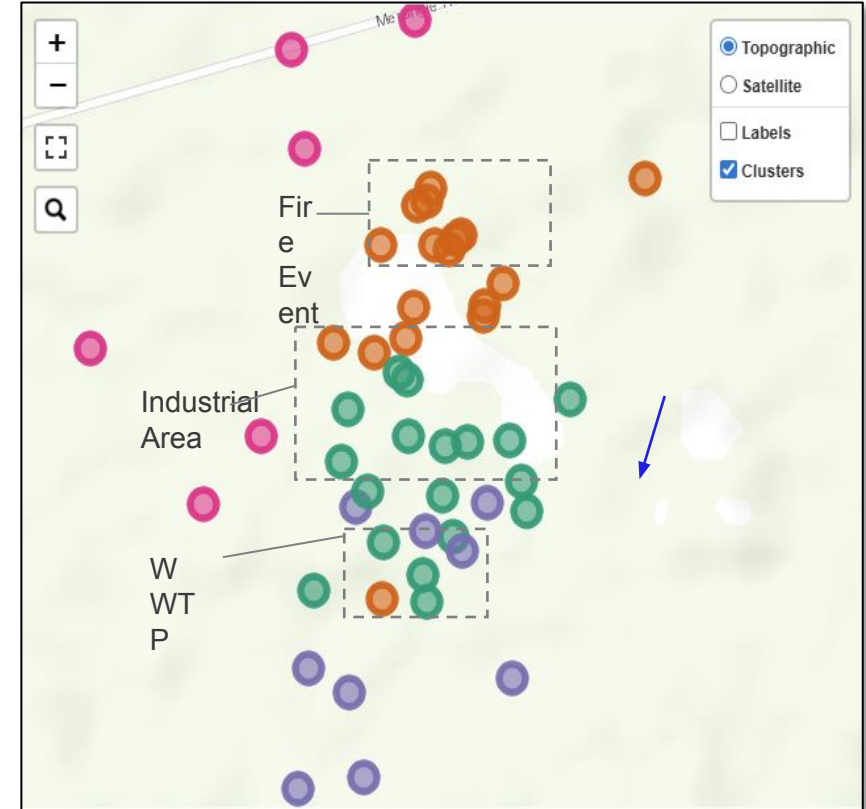 +
−
Topographic
Satellite
Labels
Clusters
Fir
e
Ev
ent
Industrial
Area
W
WT
P